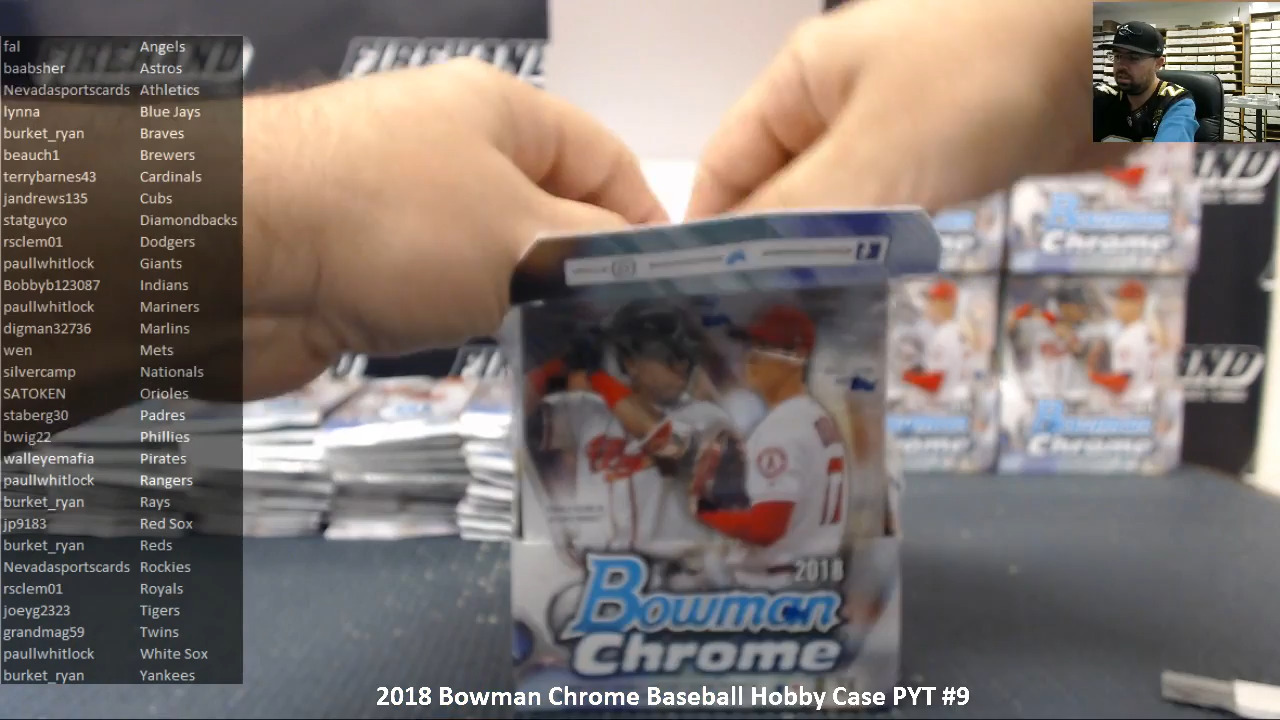 fal Angels
baabsher Astros
Nevadasportscards Athletics
lynna Blue Jays
burket_ryan Braves
beauch1 Brewers
terrybarnes43 Cardinals
jandrews135 Cubs
statguyco Diamondbacks
rsclem01 Dodgers
paullwhitlock Giants
Bobbyb123087 Indians
paullwhitlock Mariners
digman32736 Marlins
wen Mets
silvercamp Nationals
SATOKEN Orioles
staberg30 Padres
bwig22 Phillies
walleyemafia Pirates
paullwhitlock Rangers
burket_ryan Rays
jp9183 Red Sox
burket_ryan Reds
Nevadasportscards Rockies
rsclem01 Royals
joeyg2323 Tigers
grandmag59 Twins
paullwhitlock White Sox
burket_ryan Yankees
Bowman
Chrome
17
2018
Bowman
Chrome
Bowman
Chrome
Chrome
2018 Bowman Chrome Baseball Hobby Case PYT #9